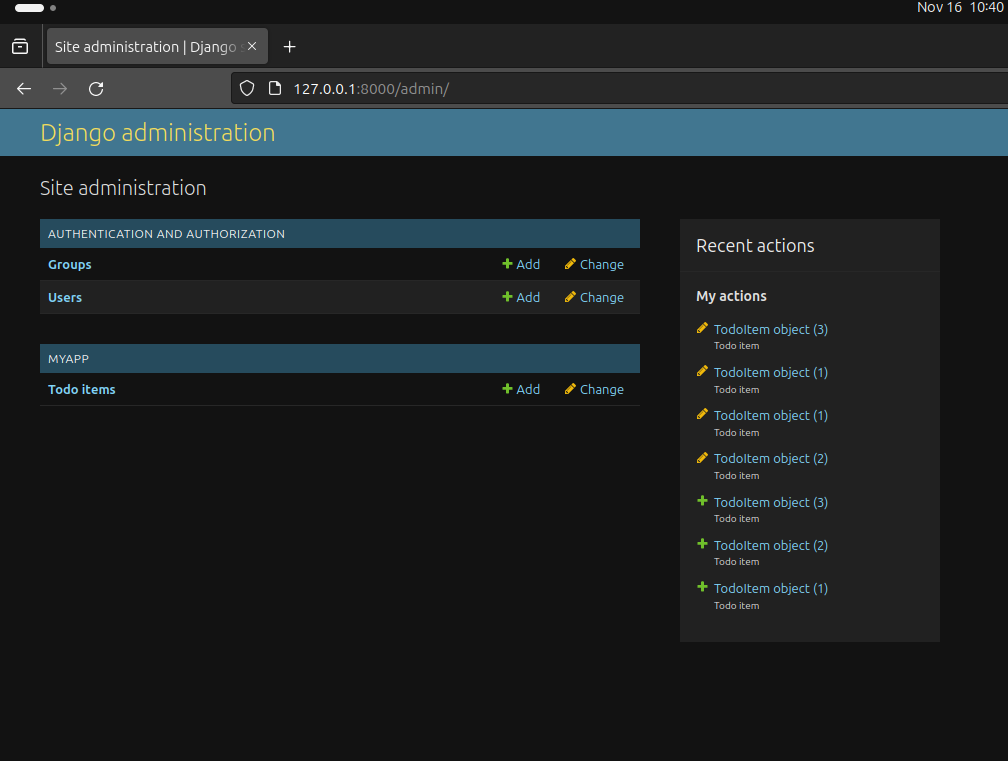 Nov 16 10:40
Site administration | Django
127.0.0.1:8000/admin/
Django administration
Site administration
AUTHENTICATION AND AUTHORIZATION
Groups Add Change
Users Add Change
MYAPP
Todo items Add Change
Recent actions
My actions
TodoItem object (3)
Todo item
TodoItem object (1)
Todo item
TodoItem object (1)
Todo item
TodoItem object (2)
Todo item
TodoItem object (3)
Todo item
TodoItem object (2)
Todo item
TodoItem object (1)
Todo item